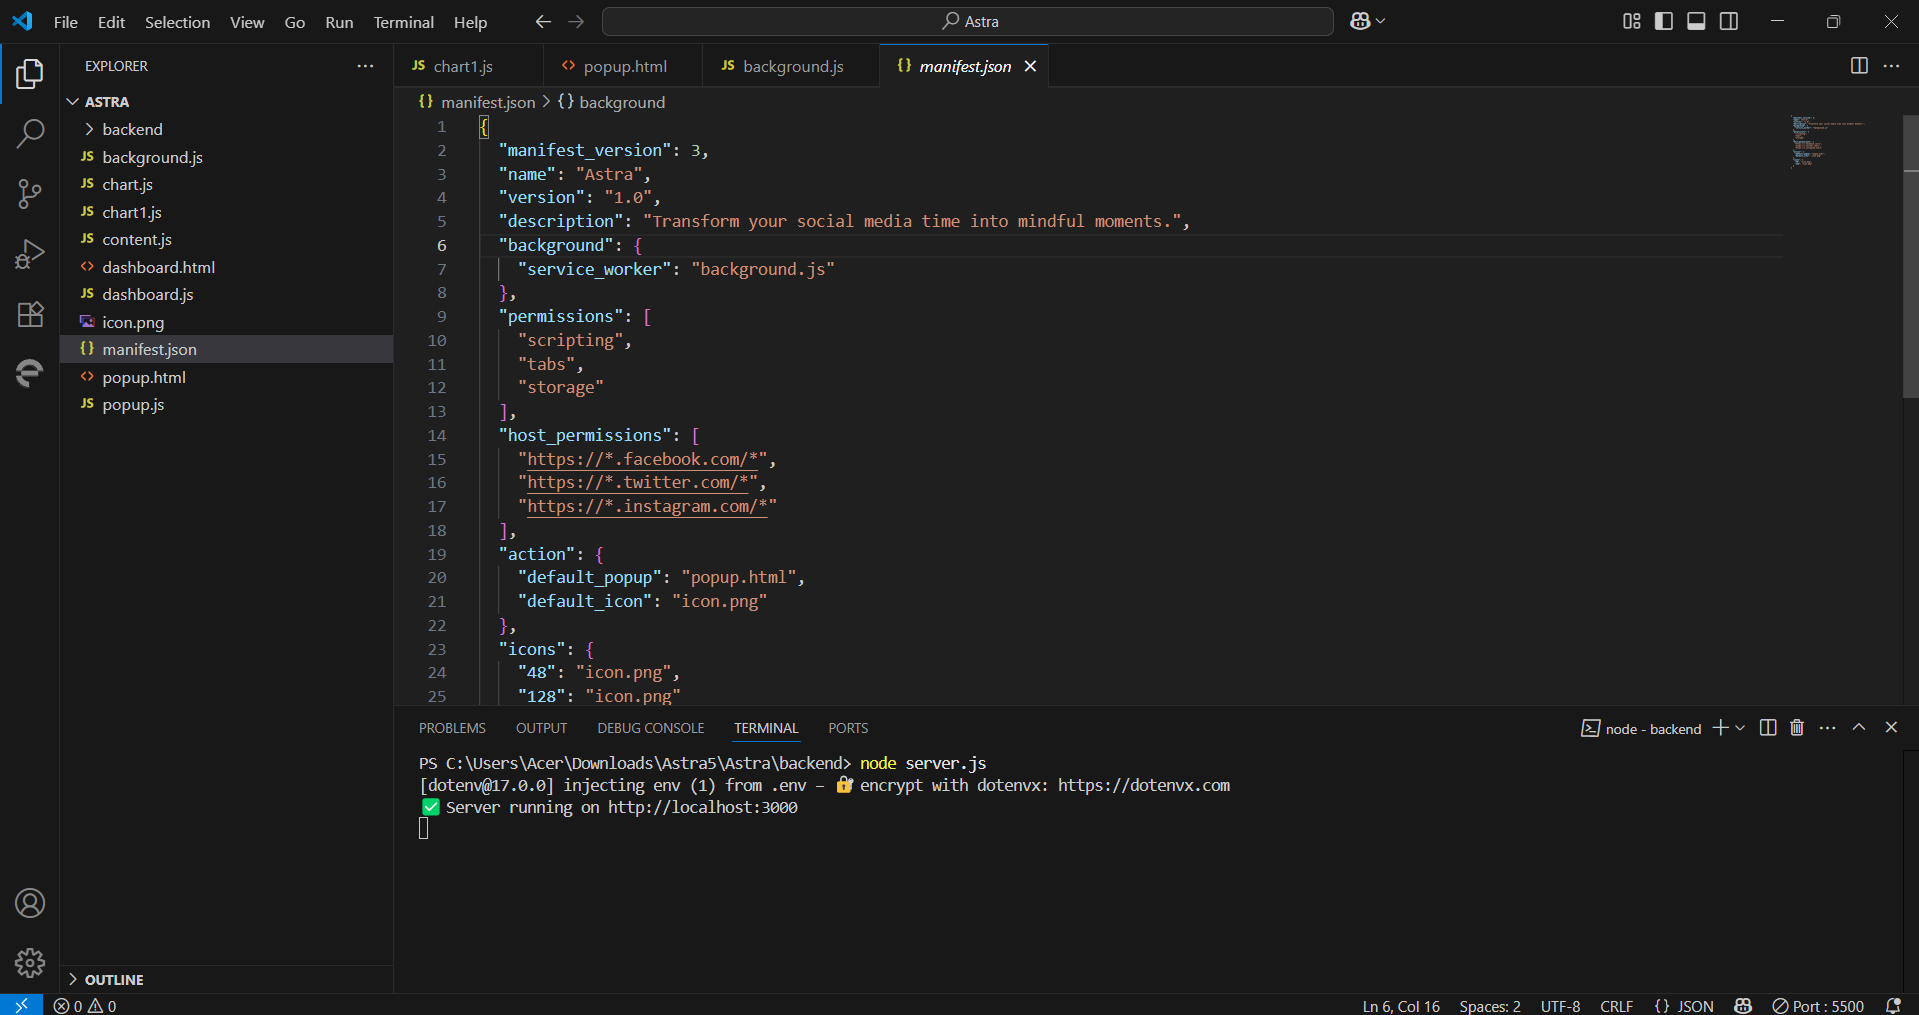 File Edit Selection View Go Run Terminal Help
Astra
EXPLORER
ASTRA
backend
JS background.js
JS chart.js
JS chart1.js
JS content.js
<> dashboard.html
JS dashboard.js
icon.png
{} manifest.json
<> popup.html
JS popup.js
OUTLINE
JS chart1.js
<> popup.html
JS background.js
{} manifest.json
{} manifest.json > {} background
1 {
2 "manifest_version": 3,
3 "name": "Astra",
4 "version": "1.0",
5 "description": "Transform your social media time into mindful moments.",
6 "background": {
7 "service_worker": "background.js"
8 },
9 "permissions": [
10 "scripting",
11 "tabs",
12 "storage"
13 ],
14 "host_permissions": [
15 "https://*.facebook.com/*",
16 "https://*.twitter.com/*",
17 "https://*.instagram.com/*"
18 ],
19 "action": {
20 "default_popup": "popup.html",
21 "default_icon": "icon.png"
22 },
23 "icons": {
24 "48": "icon.png",
25 "128": "icon.png"
PROBLEMS OUTPUT DEBUG CONSOLE TERMINAL PORTS
node - backend
PS C:\Users\Acer\Downloads\Astra5\Astra\backend> node server.js
[dotenv@17.0.0] injecting env (1) from .env – 🔐 encrypt with dotenvx: https://dotenvx.com
✅ Server running on http://localhost:3000
0 0
Ln 6, Col 16 Spaces: 2 UTF-8 CRLF {} JSON Port : 5500